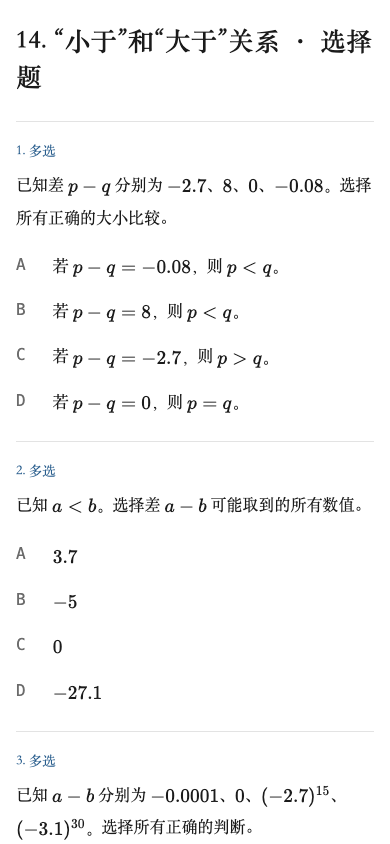 14. “小于”和“大于”关系 · 选择
题
1. 多选
已知差 p − q 分别为 −2.7、8、0、−0.08。选择
所有正确的大小比较。
A 若 p − q = −0.08，则 p < q。
B 若 p − q = 8，则 p < q。
C 若 p − q = −2.7，则 p > q。
D 若 p − q = 0，则 p = q。
2. 多选
已知 a < b。选择差 a − b 可能取到的所有数值。
A 3.7
B −5
C 0
D −27.1
3. 多选
已知 a − b 分别为 −0.0001、0、(−2.7)¹⁵、
(−3.1)³⁰。选择所有正确的判断。